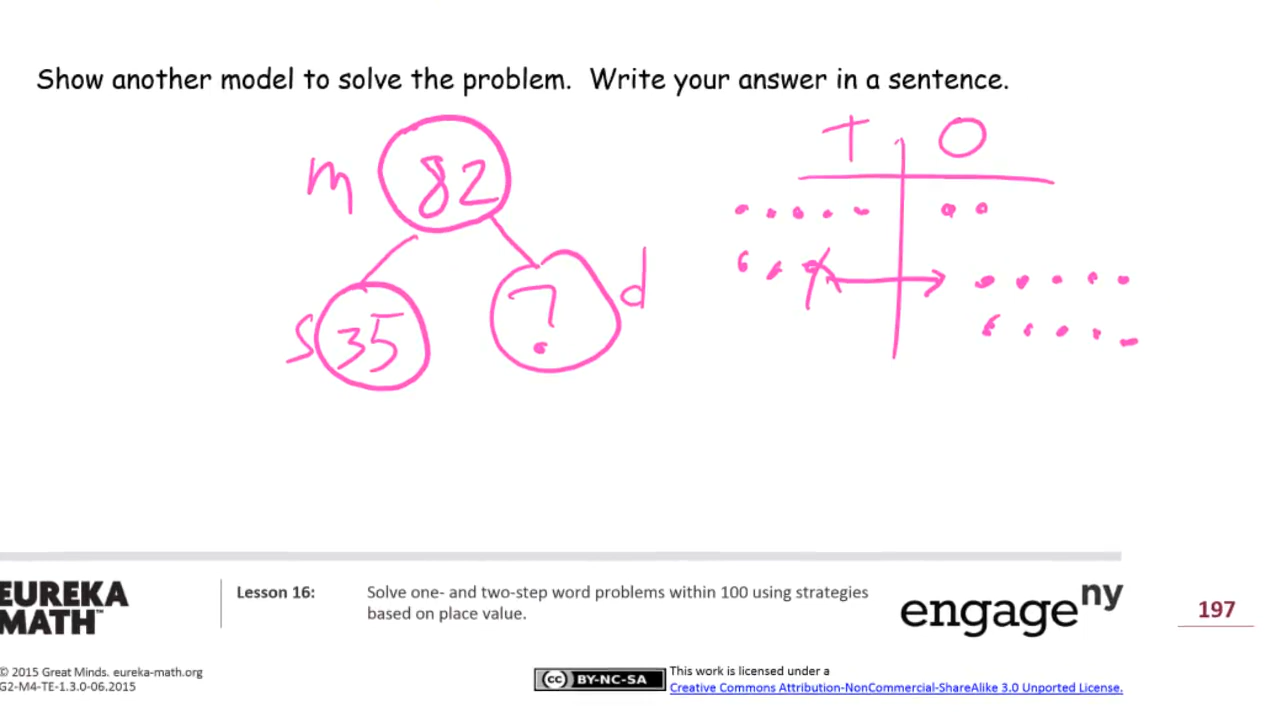 Show another model to solve the problem. Write your answer in a sentence.
m 82
T O
s 35
? d
EUREKA MATH™
Lesson 16: Solve one- and two-step word problems within 100 using strategies
based on place value.
engage ny
197
© 2015 Great Minds. eureka-math.org
G2-M4-TE-1.3.0-06.2015
cc BY-NC-SA
This work is licensed under a
Creative Commons Attribution-NonCommercial-ShareAlike 3.0 Unported License.